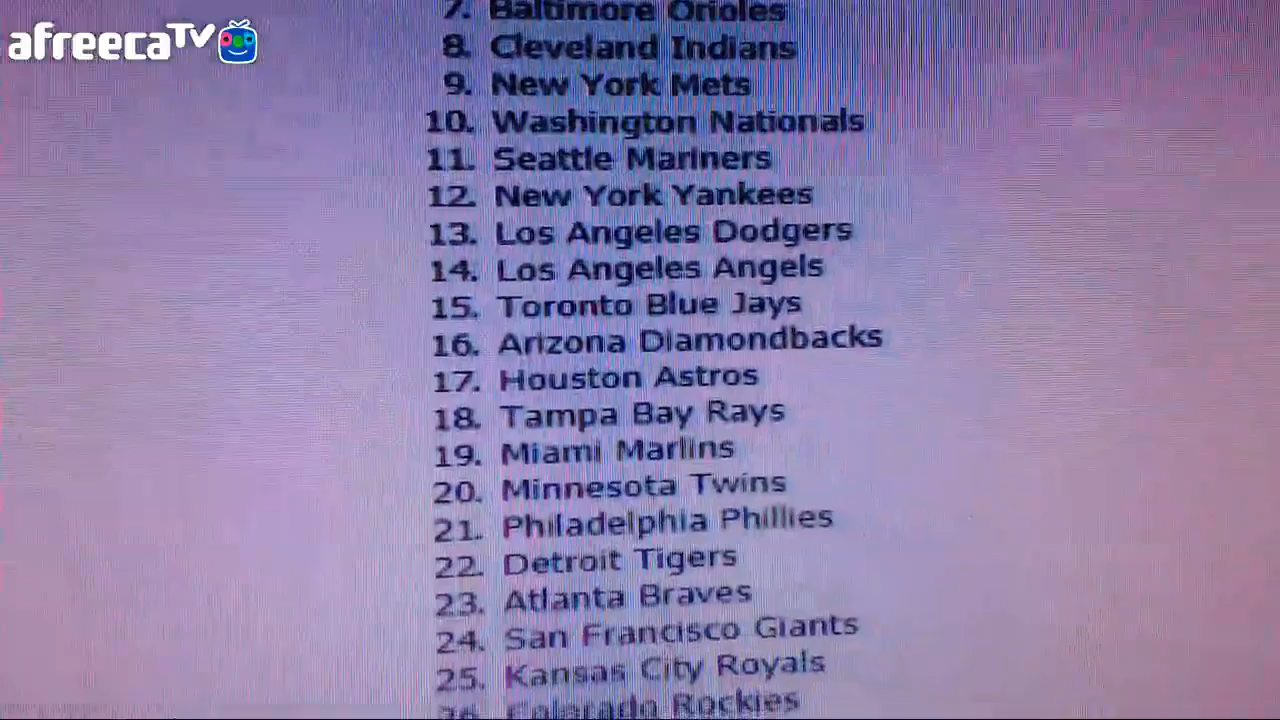 afreecaTV
7. Baltimore Orioles
8. Cleveland Indians
9. New York Mets
10. Washington Nationals
11. Seattle Mariners
12. New York Yankees
13. Los Angeles Dodgers
14. Los Angeles Angels
15. Toronto Blue Jays
16. Arizona Diamondbacks
17. Houston Astros
18. Tampa Bay Rays
19. Miami Marlins
20. Minnesota Twins
21. Philadelphia Phillies
22. Detroit Tigers
23. Atlanta Braves
24. San Francisco Giants
25. Kansas City Royals
26. Colorado Rockies